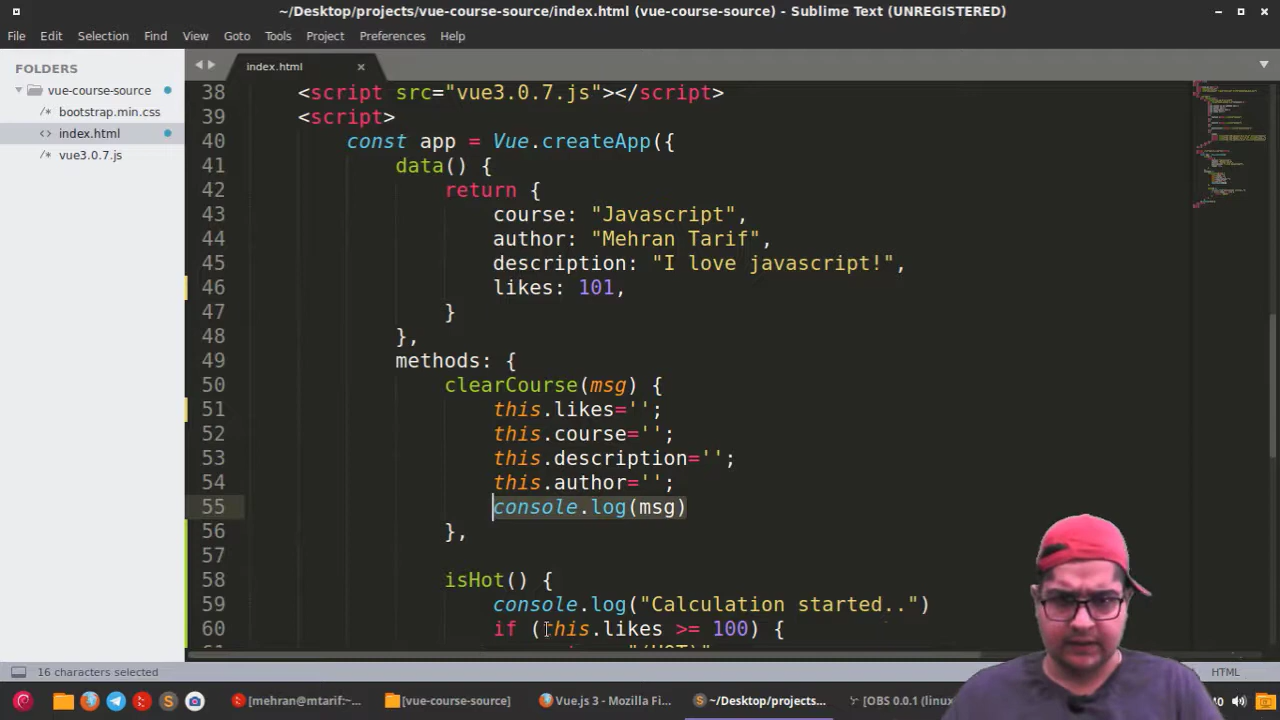 ~/Desktop/projects/vue-course-source/index.html (vue-course-source) - Sublime Text (UNREGISTERED)
File Edit Selection Find View Goto Tools Project Preferences Help
FOLDERS
vue-course-source
bootstrap.min.css
<> index.html
/* vue3.0.7.js
index.html
38 <script src="vue3.0.7.js"></script>
39 <script>
40 const app = Vue.createApp({
41 data() {
42 return {
43 course: "Javascript",
44 author: "Mehran Tarif",
45 description: "I love javascript!",
46 likes: 101,
47 }
48 },
49 methods: {
50 clearCourse(msg) {
51 this.likes='';
52 this.course='';
53 this.description='';
54 this.author='';
55 console.log(msg)
56 },
57
58 isHot() {
59 console.log("Calculation started..")
60 if (this.likes >= 100) {
16 characters selected
HTML
[mehran@mtarif:~...
[vue-course-source]
Vue.js 3 - Mozilla Fi...
~/Desktop/projects...
[OBS 0.0.1 (linux